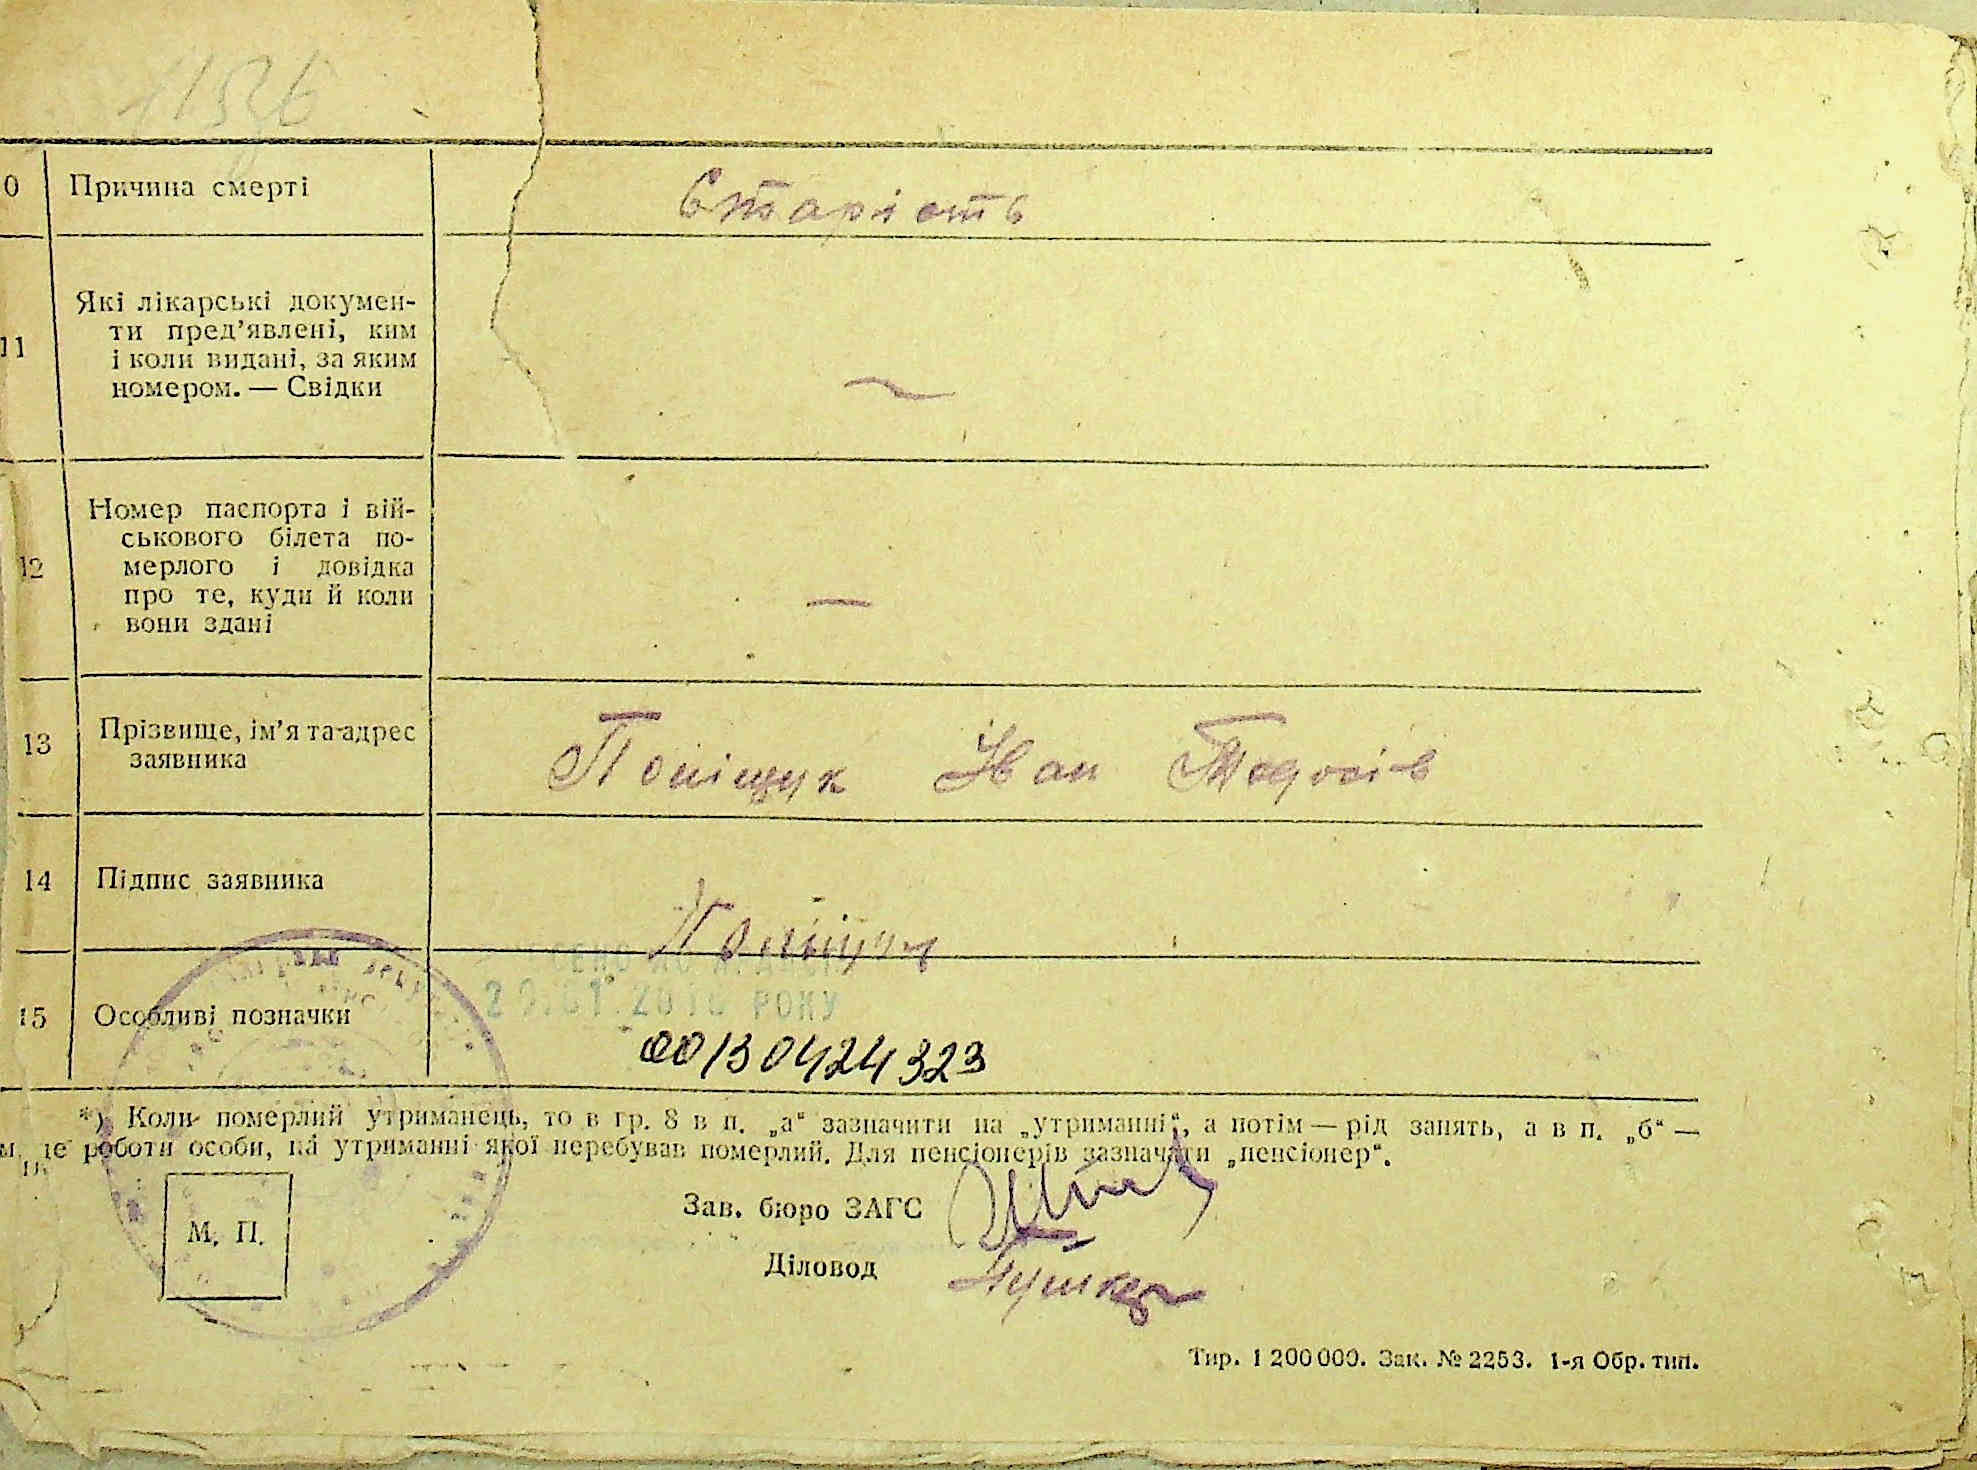 0 Причина смерті Старість
11 Які лікарські докумен-
ти пред'явлені, ким
і коли видані, за яким
номером. — Свідки
12 Номер паспорта і вій-
ськового білета по-
мерлого і довідка
про те, куди й коли
вони здані
—
13 Прізвище, ім'я та адрес
заявника
Поліщук Іван Тодосів
14 Підпис заявника
Поліщук
РОКУ
15 Особливі позначки
00130424323
*) Коли померлий утриманець, то в гр. 8 в п. „а“ зазначити на „утриманні“, а потім — рід занять, а в п. „б“ —
це роботи особи, на утриманні якої перебував померлий. Для пенсіонерів зазначати „пенсіонер“.
М. П.
Зав. бюро ЗАГС
Діловод
Тир. 1 200 000. Зак. № 2253. 1-я Обр. тип.